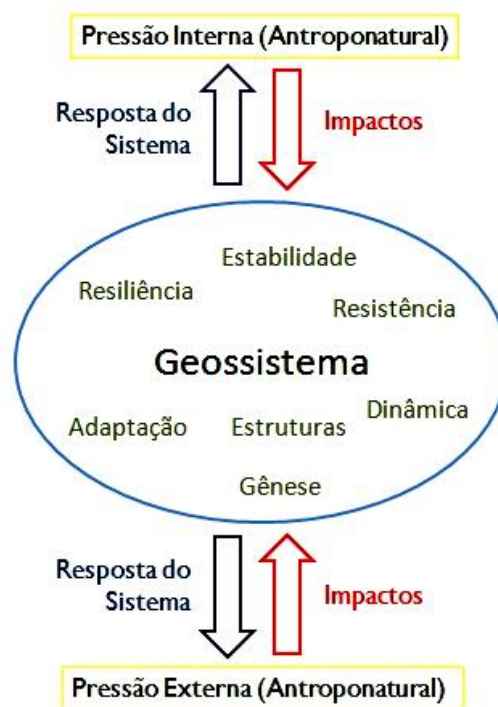 Pressão Interna (Antroponatural)
Resposta do
Sistema
Impactos
Estabilidade
Resiliência
Resistência
Geossistema
Dinâmica
Adaptação
Estruturas
Gênese
Resposta do
Sistema
Impactos
Pressão Externa (Antroponatural)